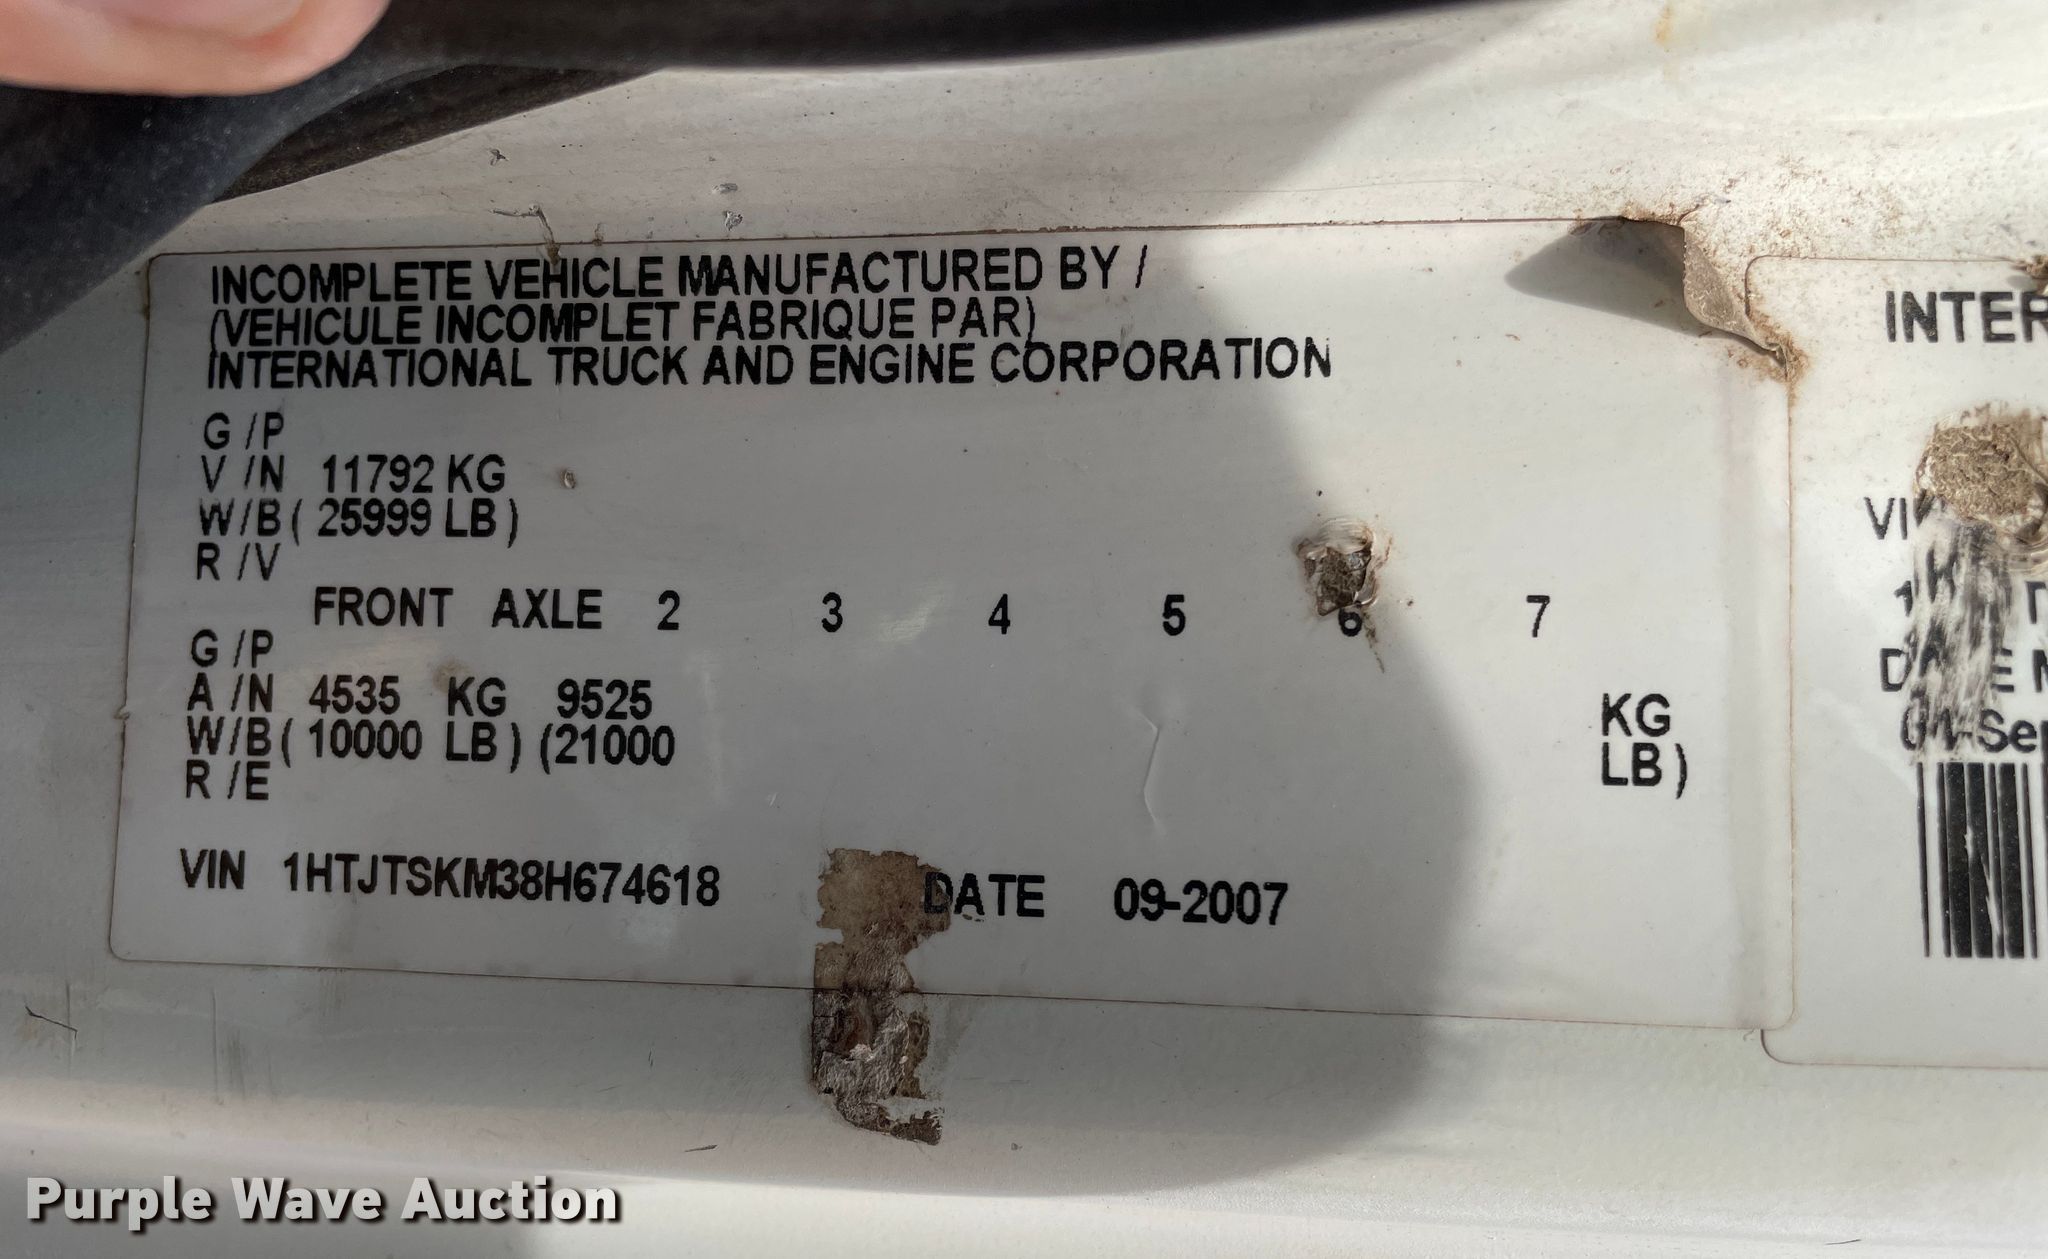 INCOMPLETE VEHICLE MANUFACTURED BY /
(VEHICULE INCOMPLET FABRIQUE PAR)
INTERNATIONAL TRUCK AND ENGINE CORPORATION
G /P
V /N 11792 KG
W/B ( 25999 LB )
R /V
FRONT AXLE 2 3 4 5 6 7
G /P
A /N 4535 KG 9525 KG
W/B ( 10000 LB ) (21000 LB )
R /E
VIN 1HTJTSKM38H674618 DATE 09-2007
INTER
Purple Wave Auction